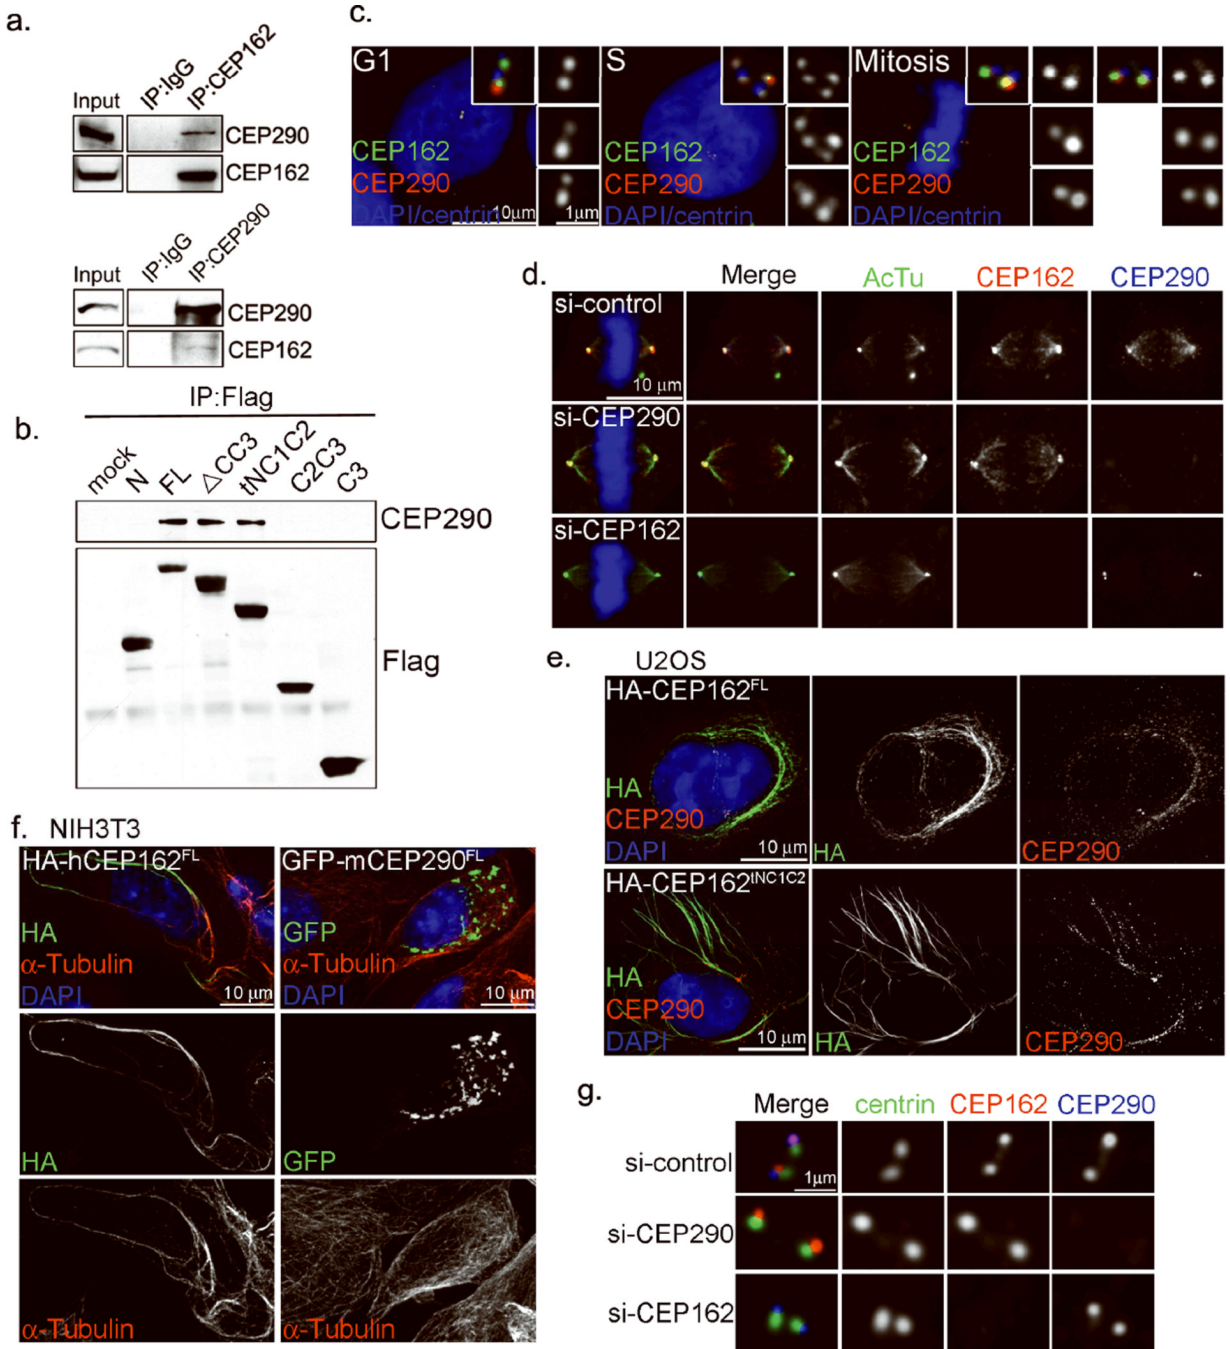 a.
Input
IP:IgG
IP:CEP162
CEP290
CEP162
Input
IP:IgG
IP:CEP290
CEP290
CEP162
b.
IP:Flag
mock
N
FL
△CC3
tNC1C2
C2C3
C3
CEP290
Flag
c.
G1
CEP162
CEP290
DAPI/centrin
10μm
1μm
S
CEP162
CEP290
DAPI/centrin
Mitosis
CEP162
CEP290
DAPI/centrin
d.
Merge
AcTu
CEP162
CEP290
si-control
10 μm
si-CEP290
si-CEP162
e.
U2OS
HA-CEP162FL
HA
CEP290
DAPI
10 μm
HA
CEP290
HA-CEP162tNC1C2
HA
CEP290
DAPI
10 μm
HA
CEP290
f.
NIH3T3
HA-hCEP162FL
HA
α-Tubulin
DAPI
10 μm
GFP-mCEP290FL
GFP
α-Tubulin
DAPI
10 μm
HA
GFP
α-Tubulin
α-Tubulin
g.
Merge
centrin
CEP162
CEP290
si-control
1μm
si-CEP290
si-CEP162